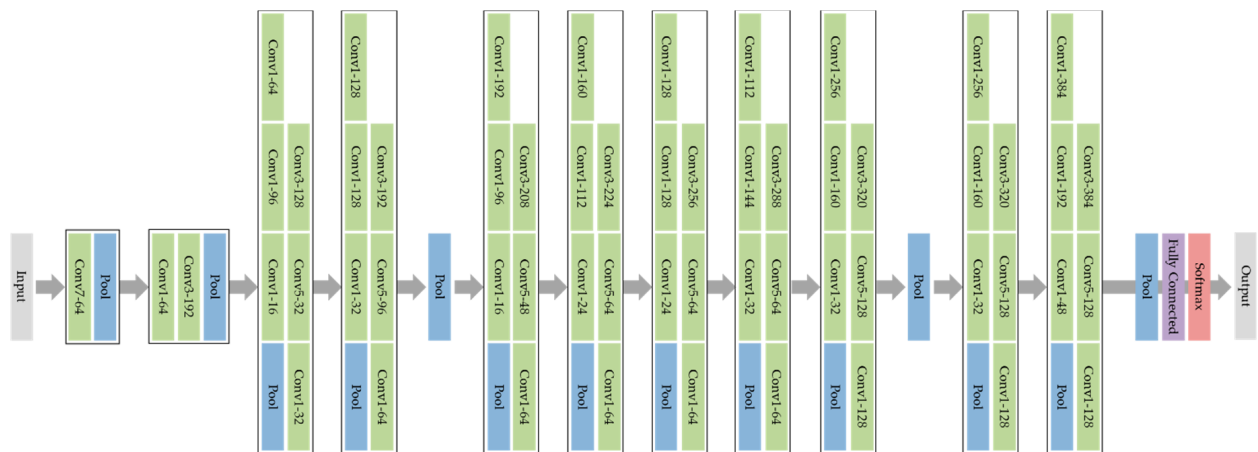 Input
Conv7-64
Pool
Conv1-64
Conv3-192
Pool
Conv1-64
Conv1-96
Conv3-128
Conv1-16
Conv5-32
Pool
Conv1-32
Conv1-128
Conv1-128
Conv3-192
Conv1-32
Conv5-96
Pool
Conv1-64
Pool
Conv1-192
Conv1-96
Conv3-208
Conv1-16
Conv5-48
Pool
Conv1-64
Conv1-160
Conv1-112
Conv3-224
Conv1-24
Conv5-64
Pool
Conv1-64
Conv1-128
Conv1-128
Conv3-256
Conv1-24
Conv5-64
Pool
Conv1-64
Conv1-112
Conv1-144
Conv3-288
Conv1-32
Conv5-64
Pool
Conv1-64
Conv1-256
Conv1-160
Conv3-320
Conv1-32
Conv5-128
Pool
Conv1-128
Pool
Conv1-256
Conv1-160
Conv3-320
Conv1-32
Conv5-128
Pool
Conv1-128
Conv1-384
Conv1-192
Conv3-384
Conv1-48
Conv5-128
Pool
Conv1-128
Pool
Fully Connected
Softmax
Output